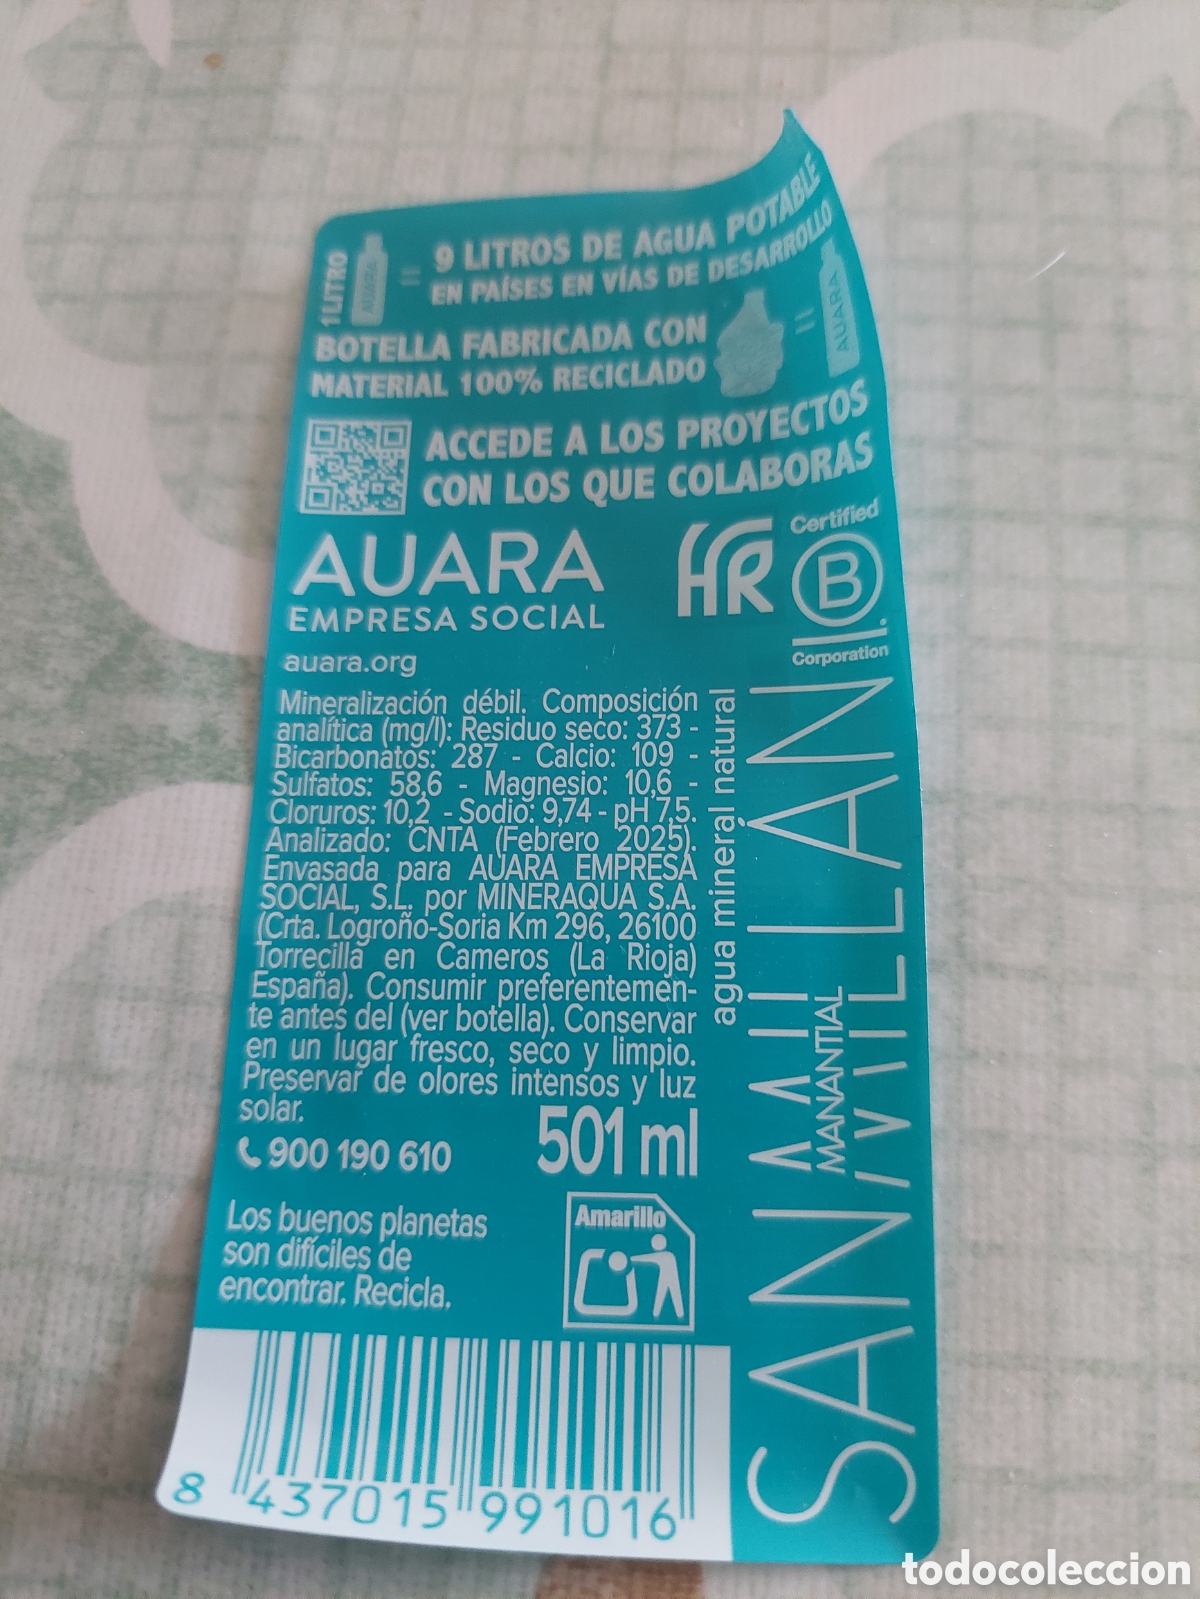 1 LITRO
AUARA
= 9 LITROS DE AGUA POTABLE
EN PAÍSES EN VÍAS DE DESARROLLO
BOTELLA FABRICADA CON
MATERIAL 100% RECICLADO
=
AUARA
ACCEDE A LOS PROYECTOS
CON LOS QUE COLABORAS
AUARA
EMPRESA SOCIAL
auara.org
HR
Certified
B
Corporation
Mineralización débil. Composición
analítica (mg/l): Residuo seco: 373 -
Bicarbonatos: 287 - Calcio: 109 -
Sulfatos: 58,6 - Magnesio: 10,6 -
Cloruros: 10,2 - Sodio: 9,74 - pH 7,5.
Analizado: CNTA (Febrero 2025).
Envasada para AUARA EMPRESA
SOCIAL, S.L. por MINERAQUA S.A.
(Crta. Logroño-Soria Km 296, 26100
Torrecilla en Cameros (La Rioja)
España). Consumir preferentemen-
te antes del (ver botella). Conservar
en un lugar fresco, seco y limpio.
Preservar de olores intensos y luz
solar.
900 190 610
501 ml
Los buenos planetas
son difíciles de
encontrar. Recicla.
Amarillo
agua mineral natural
MANANTIAL
SAN MILLAN
8 437015 991016
todocoleccion